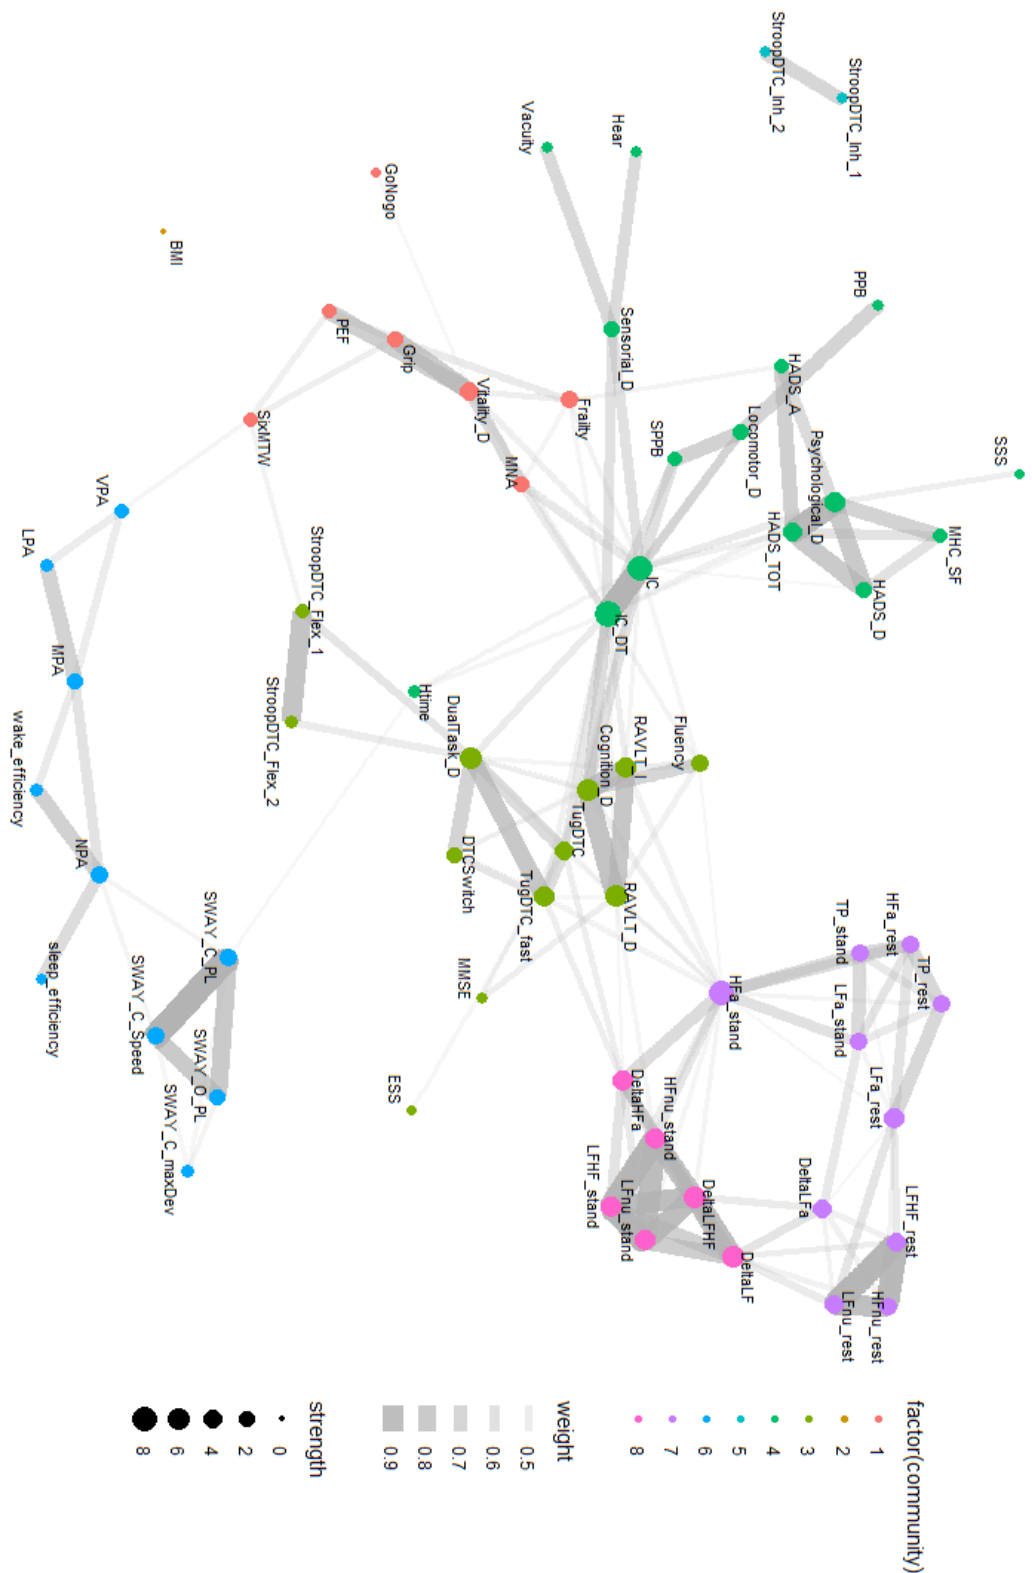 StroopDTC_Inh_1
StroopDTC_Inh_2
Hear
Vacuity
GoNogo
BMI
PPB
HADS_A
Sensorial_D
PEF
Grip
Vitality_D
Frailty
SixMTW
MNA
SPPB
Locomotor_D
Psychological_D
HADS_TOT
SSS
MHC_SF
HADS_D
IC
IC_DT
VPA
LPA
MPA
wake_efficiency
NPA
sleep_efficiency
StroopDTC_Flex_1
StroopDTC_Flex_2
Htime
DualTask_D
Cognition_D
RAVLT_I
Fluency
TugDTC
DTCSwitch
TugDTC_fast
RAVLT_D
MMSE
ESS
SWAY_C_PL
SWAY_C_Speed
SWAY_O_PL
SWAY_C_maxDev
HFa_rest
TP_stand
TP_rest
LFa_stand
HFa_stand
LFa_rest
DeltaHFa
HFnu_stand
LFHF_stand
LFnu_stand
DeltaLFHF
DeltaLF
DeltaLFa
LFHF_rest
HFnu_rest
LFnu_rest
factor(community)
1
2
3
4
5
6
7
8
weight
0.5
0.6
0.7
0.8
0.9
strength
0
2
4
6
8